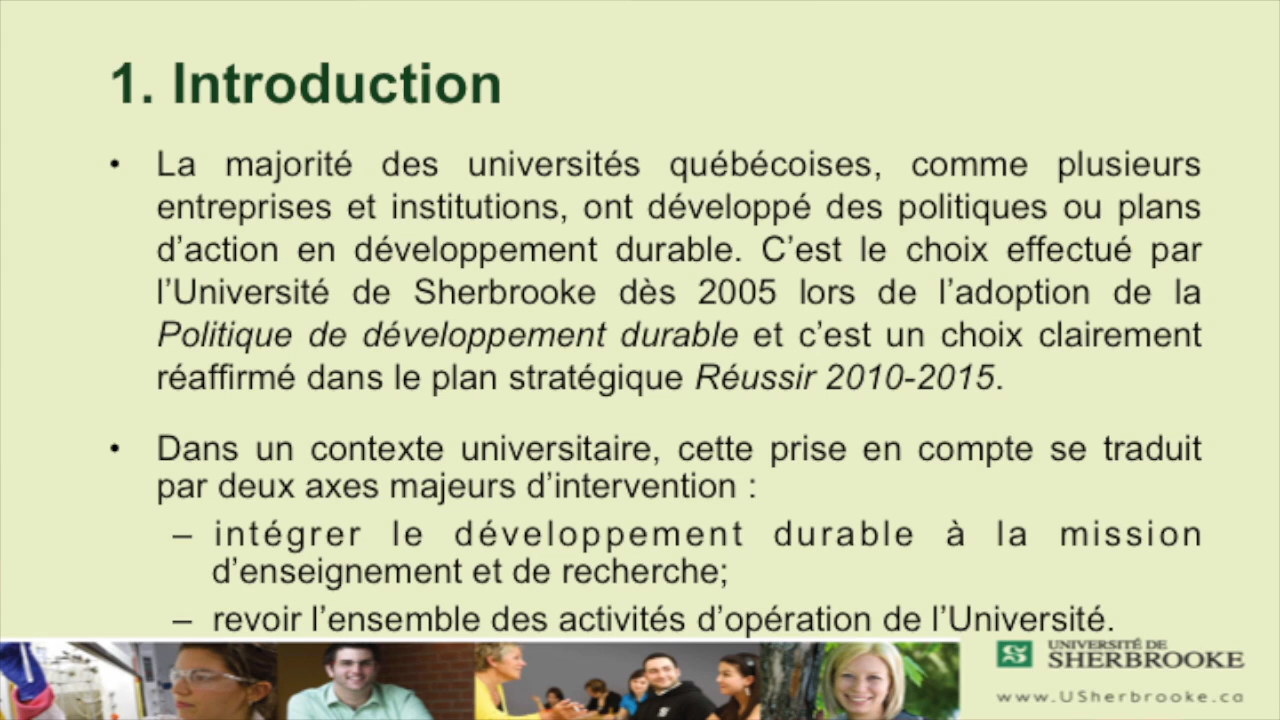 1. Introduction
• La majorité des universités québécoises, comme plusieurs
entreprises et institutions, ont développé des politiques ou plans
d’action en développement durable. C’est le choix effectué par
l’Université de Sherbrooke dès 2005 lors de l’adoption de la
Politique de développement durable et c’est un choix clairement
réaffirmé dans le plan stratégique Réussir 2010-2015.
• Dans un contexte universitaire, cette prise en compte se traduit
par deux axes majeurs d’intervention :
– intégrer le développement durable à la mission
d’enseignement et de recherche;
– revoir l’ensemble des activités d’opération de l’Université.
UNIVERSITÉ DE
SHERBROOKE
www.USherbrooke.ca